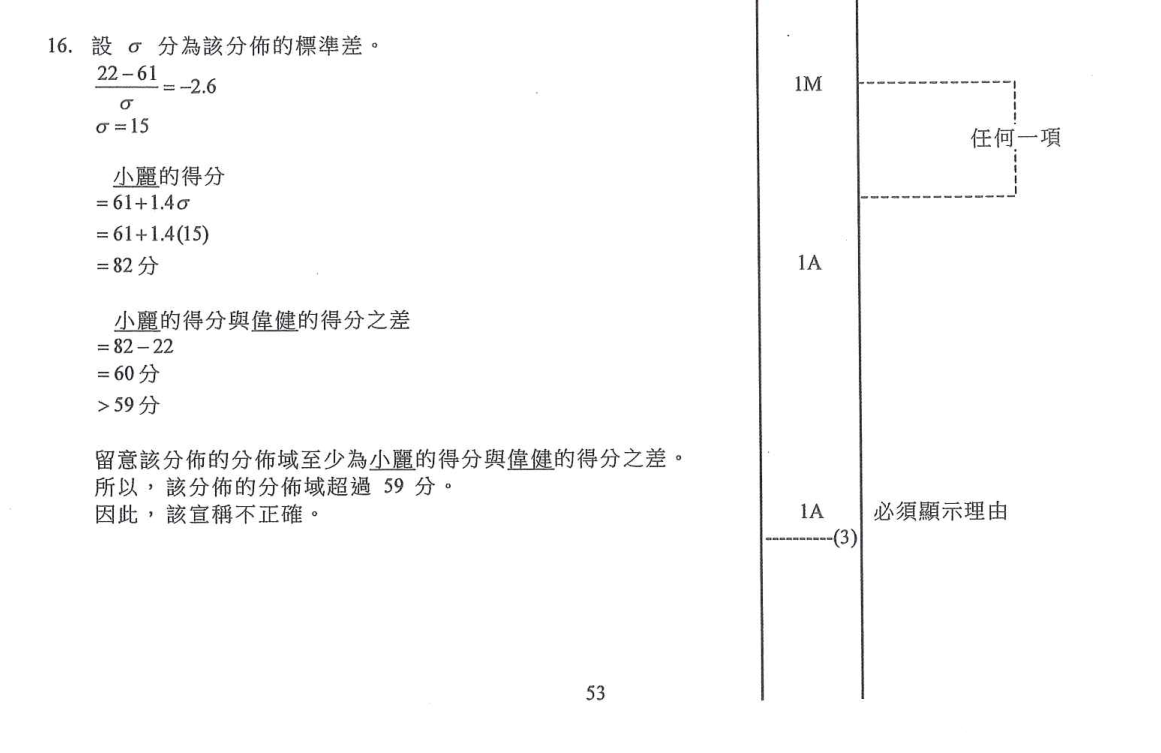 16. 設 σ 分為該分佈的標準差。
22−61
σ
= −2.6
1M
σ = 15
任何一項
小麗的得分
= 61+1.4σ
= 61+1.4(15)
= 82 分
1A
小麗的得分與偉健的得分之差
= 82 − 22
= 60 分
> 59 分
留意該分佈的分佈域至少為小麗的得分與偉健的得分之差。
所以，該分佈的分佈域超過 59 分。
因此，該宣稱不正確。
1A
必須顯示理由
-----------(3)
53